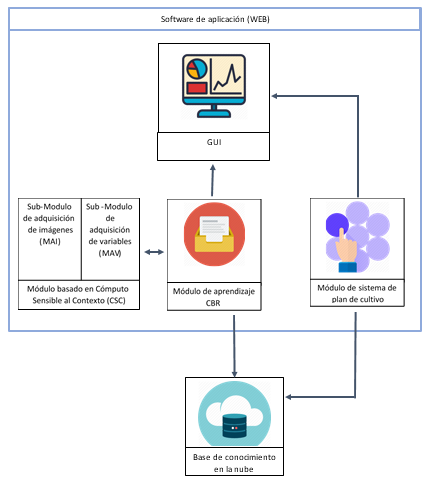 Software de aplicación (WEB)
GUI
Sub-Modulo
de adquisición
de imágenes
(MAI)
Sub -Modulo
de
adquisición
de variables
(MAV)
Módulo basado en Cómputo
Sensible al Contexto (CSC)
Módulo de aprendizaje
CBR
Módulo de sistema de
plan de cultivo
Base de conocimiento
en la nube